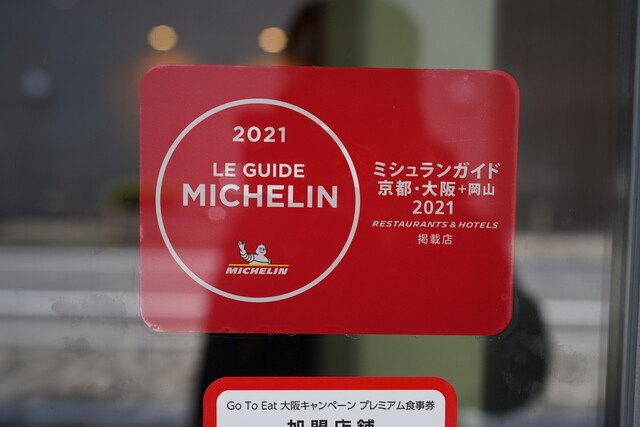 2021
LE GUIDE
MICHELIN
MICHELIN
ミシュランガイド
京都・大阪+岡山
2021
RESTAURANTS & HOTELS
掲載店
Go To Eat 大阪キャンペーン プレミアム食事券
加盟店舗